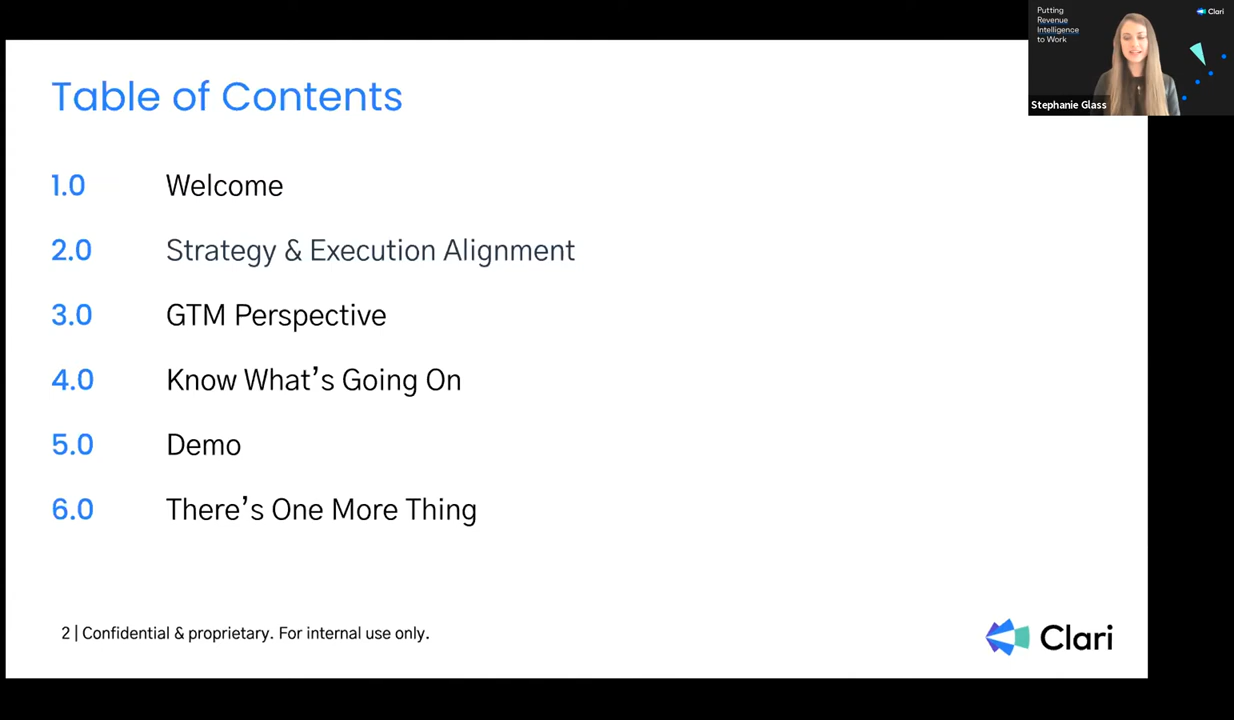 Putting
Revenue
Intelligence
to Work
Clari
Stephanie Glass
Table of Contents
1.0 Welcome
2.0 Strategy & Execution Alignment
3.0 GTM Perspective
4.0 Know What's Going On
5.0 Demo
6.0 There's One More Thing
2 | Confidential & proprietary. For internal use only.
Clari